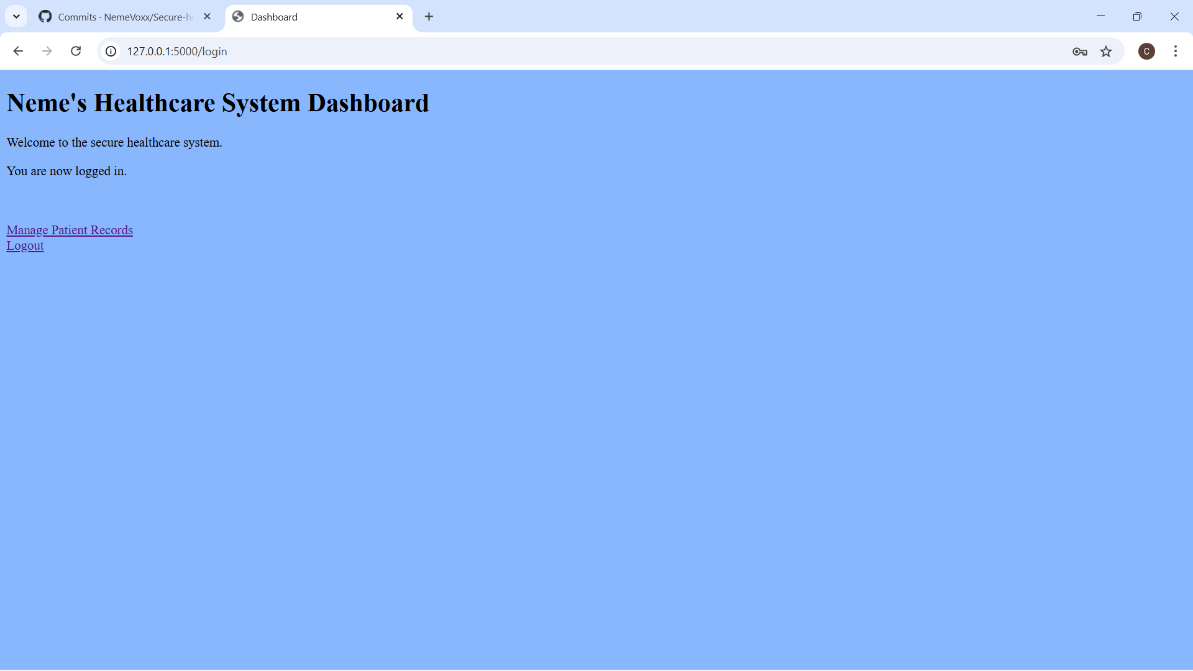 Commits · NemeVoxx/Secure-h
Dashboard
127.0.0.1:5000/login
C
Neme's Healthcare System Dashboard
Welcome to the secure healthcare system.
You are now logged in.
Manage Patient Records
Logout